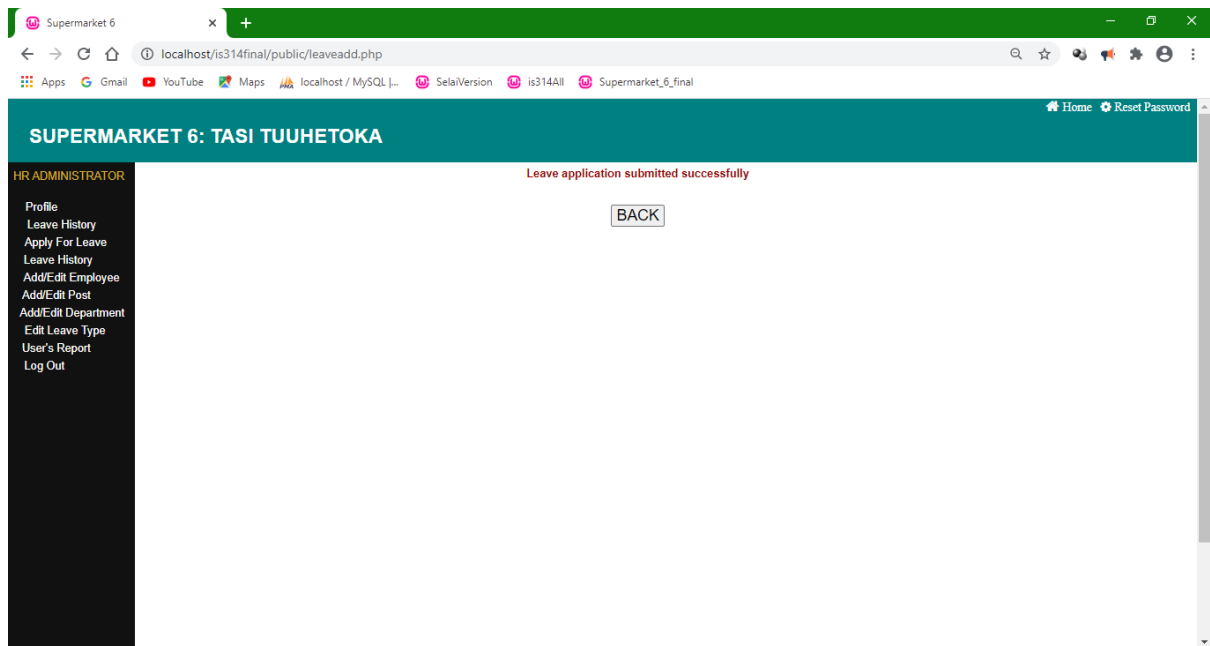 Supermarket 6
localhost/is314final/public/leaveadd.php
Apps Gmail YouTube Maps localhost / MySQL |... SelaiVersion is314All Supermarket_6_final
Home Reset Password
SUPERMARKET 6: TASI TUUHETOKA
HR ADMINISTRATOR
Profile
Leave History
Apply For Leave
Leave History
Add/Edit Employee
Add/Edit Post
Add/Edit Department
Edit Leave Type
User's Report
Log Out
Leave application submitted successfully
BACK